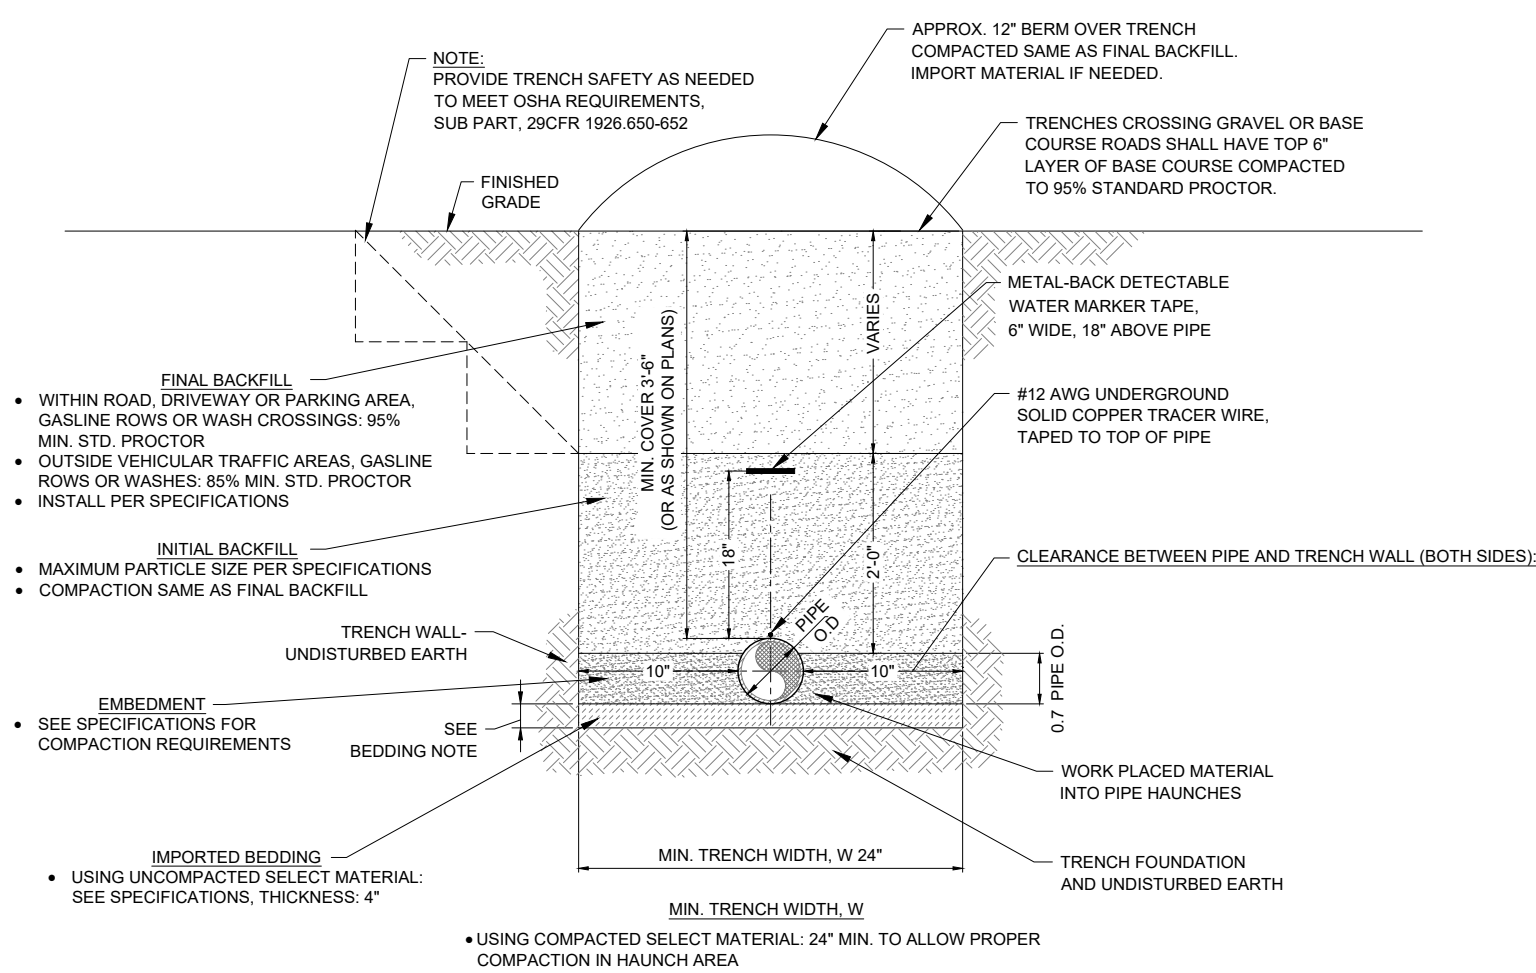 APPROX. 12" BERM OVER TRENCH
COMPACTED SAME AS FINAL BACKFILL.
IMPORT MATERIAL IF NEEDED.
NOTE:
PROVIDE TRENCH SAFETY AS NEEDED
TO MEET OSHA REQUIREMENTS,
SUB PART, 29CFR 1926.650-652
TRENCHES CROSSING GRAVEL OR BASE
COURSE ROADS SHALL HAVE TOP 6"
LAYER OF BASE COURSE COMPACTED
TO 95% STANDARD PROCTOR.
FINISHED
GRADE
METAL-BACK DETECTABLE
WATER MARKER TAPE,
6" WIDE, 18" ABOVE PIPE
VARIES
MIN. COVER 3'-6"
(OR AS SHOWN ON PLANS)
FINAL BACKFILL
• WITHIN ROAD, DRIVEWAY OR PARKING AREA,
GASLINE ROWS OR WASH CROSSINGS: 95%
MIN. STD. PROCTOR
• OUTSIDE VEHICULAR TRAFFIC AREAS, GASLINE
ROWS OR WASHES: 85% MIN. STD. PROCTOR
• INSTALL PER SPECIFICATIONS
#12 AWG UNDERGROUND
SOLID COPPER TRACER WIRE,
TAPED TO TOP OF PIPE
INITIAL BACKFILL
• MAXIMUM PARTICLE SIZE PER SPECIFICATIONS
• COMPACTION SAME AS FINAL BACKFILL
18"
2'-0"
CLEARANCE BETWEEN PIPE AND TRENCH WALL (BOTH SIDES):
PIPE
O.D
TRENCH WALL-
UNDISTURBED EARTH
10"
10"
0.7 PIPE O.D.
EMBEDMENT
• SEE SPECIFICATIONS FOR
COMPACTION REQUIREMENTS
SEE
BEDDING NOTE
WORK PLACED MATERIAL
INTO PIPE HAUNCHES
IMPORTED BEDDING
• USING UNCOMPACTED SELECT MATERIAL:
SEE SPECIFICATIONS, THICKNESS: 4"
MIN. TRENCH WIDTH, W 24"
TRENCH FOUNDATION
AND UNDISTURBED EARTH
MIN. TRENCH WIDTH, W
• USING COMPACTED SELECT MATERIAL: 24" MIN. TO ALLOW PROPER
COMPACTION IN HAUNCH AREA